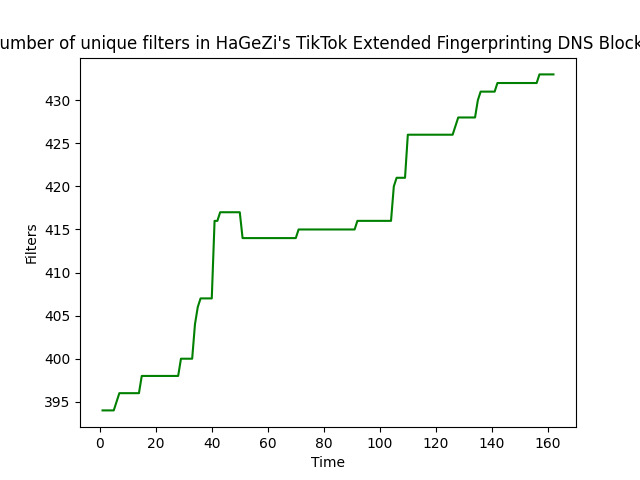 umber of unique filters in HaGeZi's TikTok Extended Fingerprinting DNS Block
430
425
420
415
410
405
400
395
Filters
0 20 40 60 80 100 120 140 160
Time